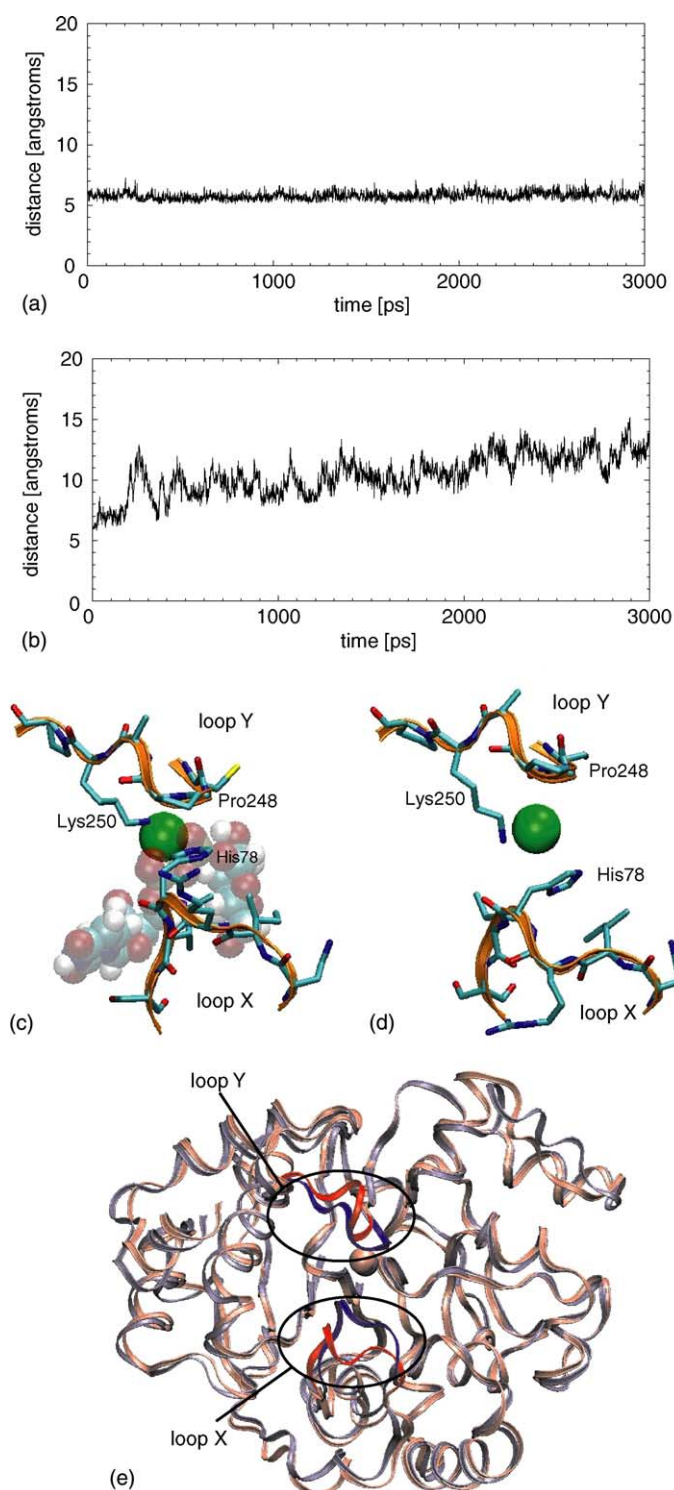 20
15
10
5
0
distance [angstroms]
0 1000 2000 3000
time [ps]
(a)
20
15
10
5
0
distance [angstroms]
0 1000 2000 3000
time [ps]
(b)
loop Y
Lys250
Pro248
His78
loop X
(c)
loop Y
Pro248
Lys250
His78
loop X
(d)
loop Y
loop X
(e)